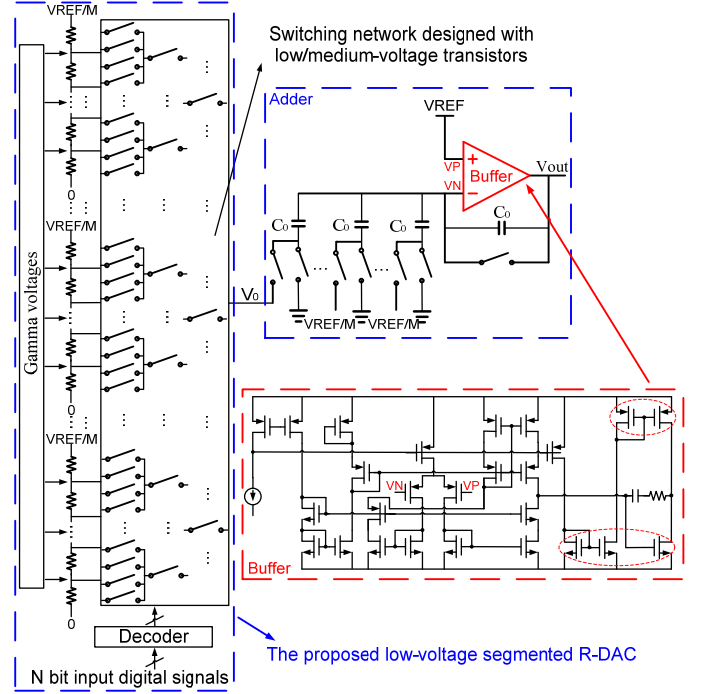 VREF/M
Switching network designed with
low/medium-voltage transistors
Adder
VREF
VP
Buffer
VN
Vout
C0
C0
C0
C0
0
VREF/M
V0
VREF/M
VREF/M
Gamma voltages
0
VREF/M
VN
VP
Buffer
0
Decoder
The proposed low-voltage segmented R-DAC
N bit input digital signals